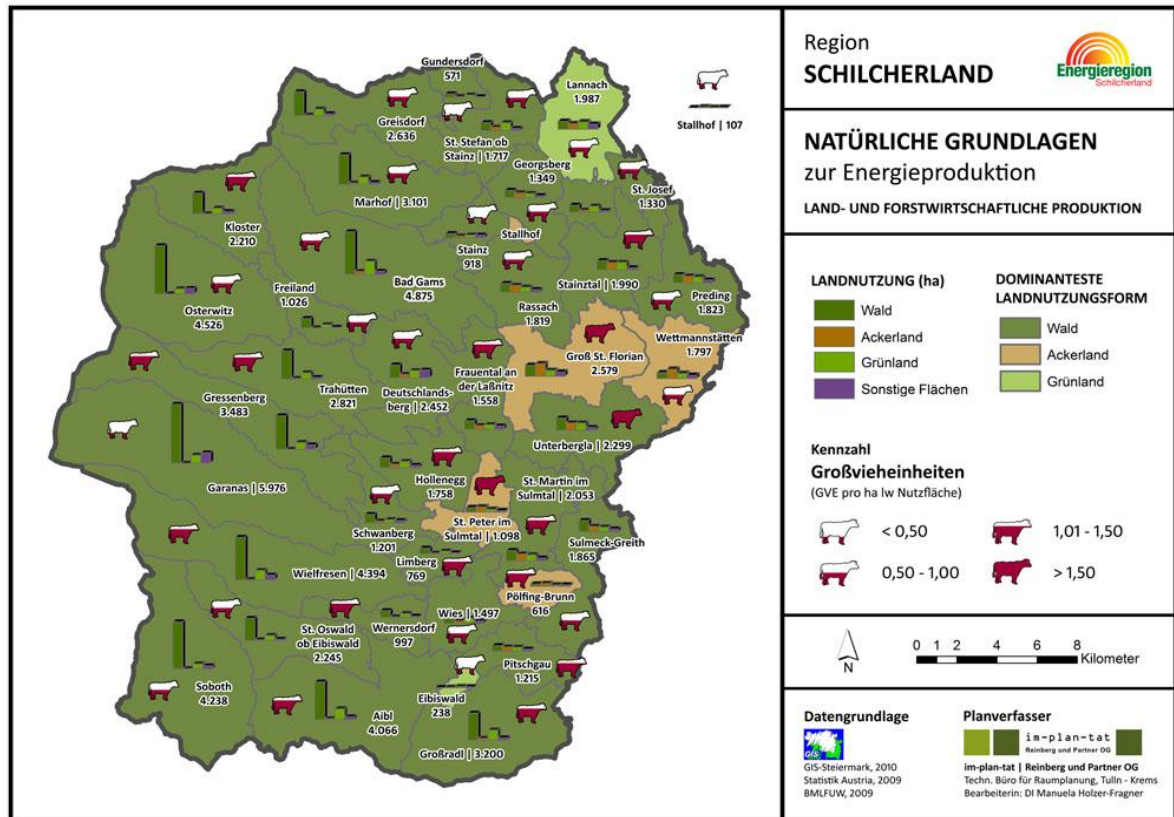 Gundersdorf
571
Lannach
1.987
Stallhof | 107
Greisdorf
2.636
St. Stefan ob
Stainz | 1.717
Georgsberg
1.349
St. Josef
1.330
Marhof | 3.101
Kloster
2.210
Stainz
918
Stallhof
Freiland
1.026
Bad Gams
4.875
Stainztal | 1.990
Osterwitz
4.526
Rassach
1.819
Preding
1.823
Wettmannstätten
1.797
Groß St. Florian
2.579
Frauental an
der Laßnitz
1.558
Trahütten
2.821
Deutschlands-
berg | 2.452
Gressenberg
3.483
Unterbergla | 2.299
Garanas | 5.976
Hollenegg
1.758
St. Martin im
Sulmtal | 2.053
Schwanberg
1.201
St. Peter im
Sulmtal | 1.098
Sulmeck-Greith
1.865
Wielfresen | 4.394
Limberg
769
Pölfing-Brunn
616
St. Oswald
ob Eibiswald
2.245
Wernersdorf
997
Wies | 1.497
Pitschgau
1.215
Soboth
4.238
Eibiswald
238
Aibl
4.066
Großradl | 3.200
Region
SCHILCHERLAND
Energieregion
Schilcherland
NATÜRLICHE GRUNDLAGEN
zur Energieproduktion
LAND- UND FORSTWIRTSCHAFTLICHE PRODUKTION
LANDNUTZUNG (ha)
Wald
Ackerland
Grünland
Sonstige Flächen
DOMINANTESTE
LANDNUTZUNGSFORM
Wald
Ackerland
Grünland
Kennzahl
Großvieheinheiten
(GVE pro ha lw Nutzfläche)
< 0,50
1,01 - 1,50
0,50 - 1,00
> 1,50
N
0 1 2 4 6 8
Kilometer
Datengrundlage
GIS
GIS-Steiermark, 2010
Statistik Austria, 2009
BMLFUW, 2009
Planverfasser
im-plan-tat
Reinberg und Partner OG
im-plan-tat | Reinberg und Partner OG
Techn. Büro für Raumplanung, Tulln - Krems
Bearbeiterin: DI Manuela Holzer-Fragner